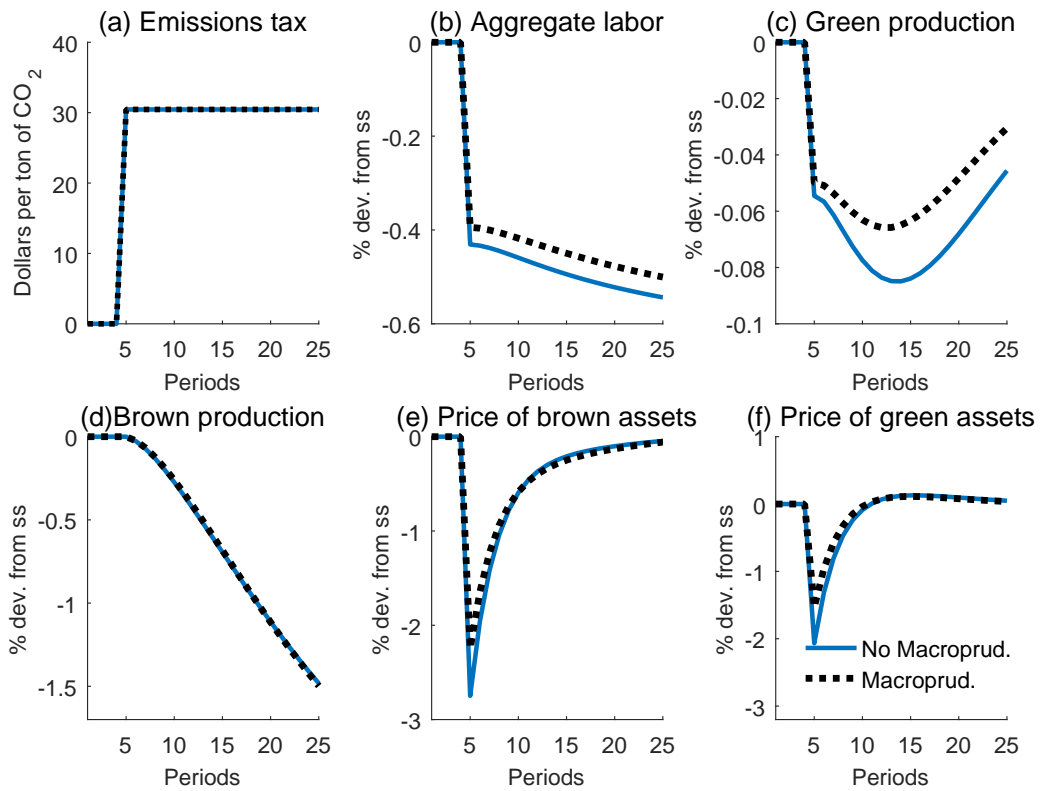 (a) Emissions tax
Dollars per ton of CO2
40
30
20
10
0
5 10 15 20 25
Periods
(b) Aggregate labor
% dev. from ss
0
-0.2
-0.4
-0.6
5 10 15 20 25
Periods
(c) Green production
% dev. from ss
0
-0.02
-0.04
-0.06
-0.08
-0.1
5 10 15 20 25
Periods
(d)Brown production
% dev. from ss
0
-0.5
-1
-1.5
5 10 15 20 25
Periods
(e) Price of brown assets
% dev. from ss
0
-1
-2
-3
5 10 15 20 25
Periods
(f) Price of green assets
% dev. from ss
1
0
-1
-2
-3
No Macroprud.
Macroprud.
5 10 15 20 25
Periods